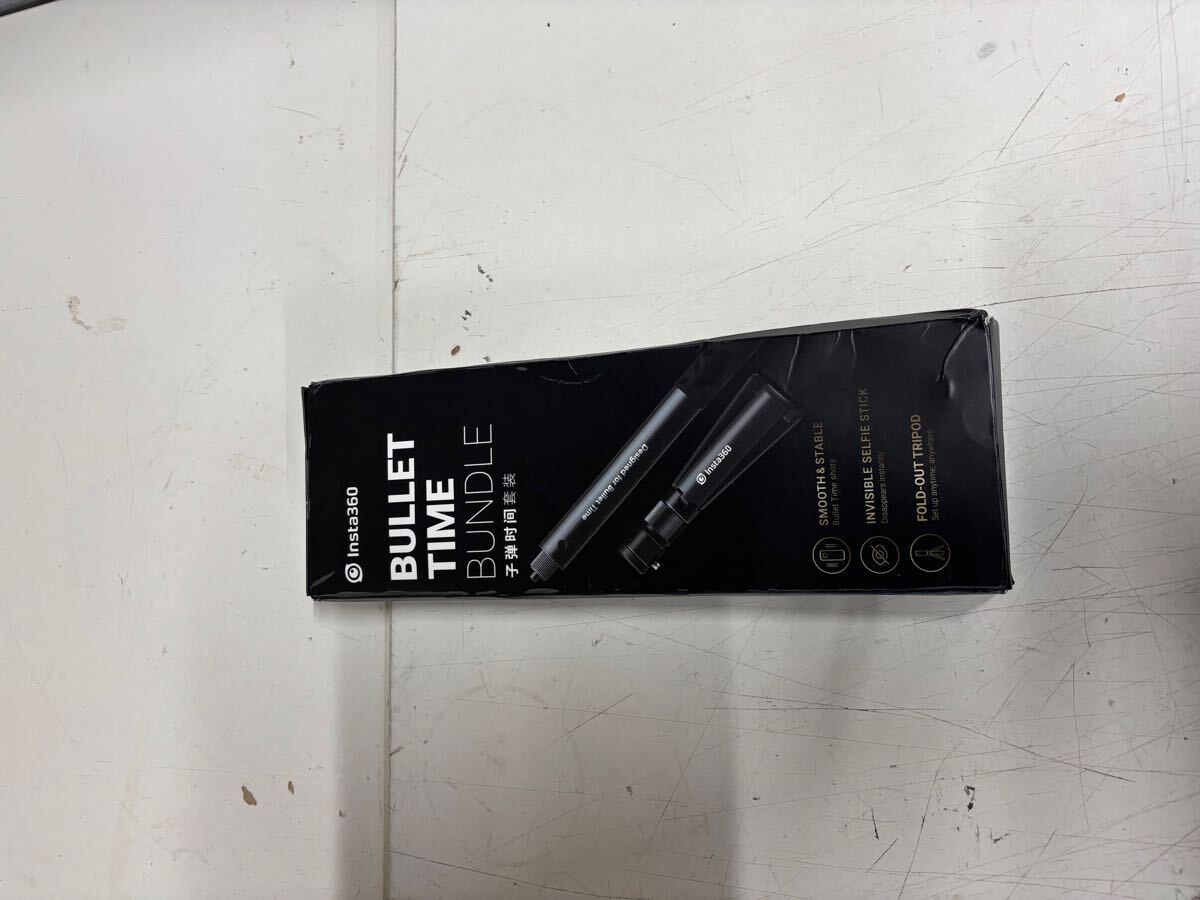 Insta360
BULLET
TIME
BUNDLE
子弹时间套装
Designed for Bullet Time
Insta360
SMOOTH & STABLE
Bullet Time shots
INVISIBLE SELFIE STICK
Disappears instantly
FOLD-OUT TRIPOD
Set up anytime, anywhere